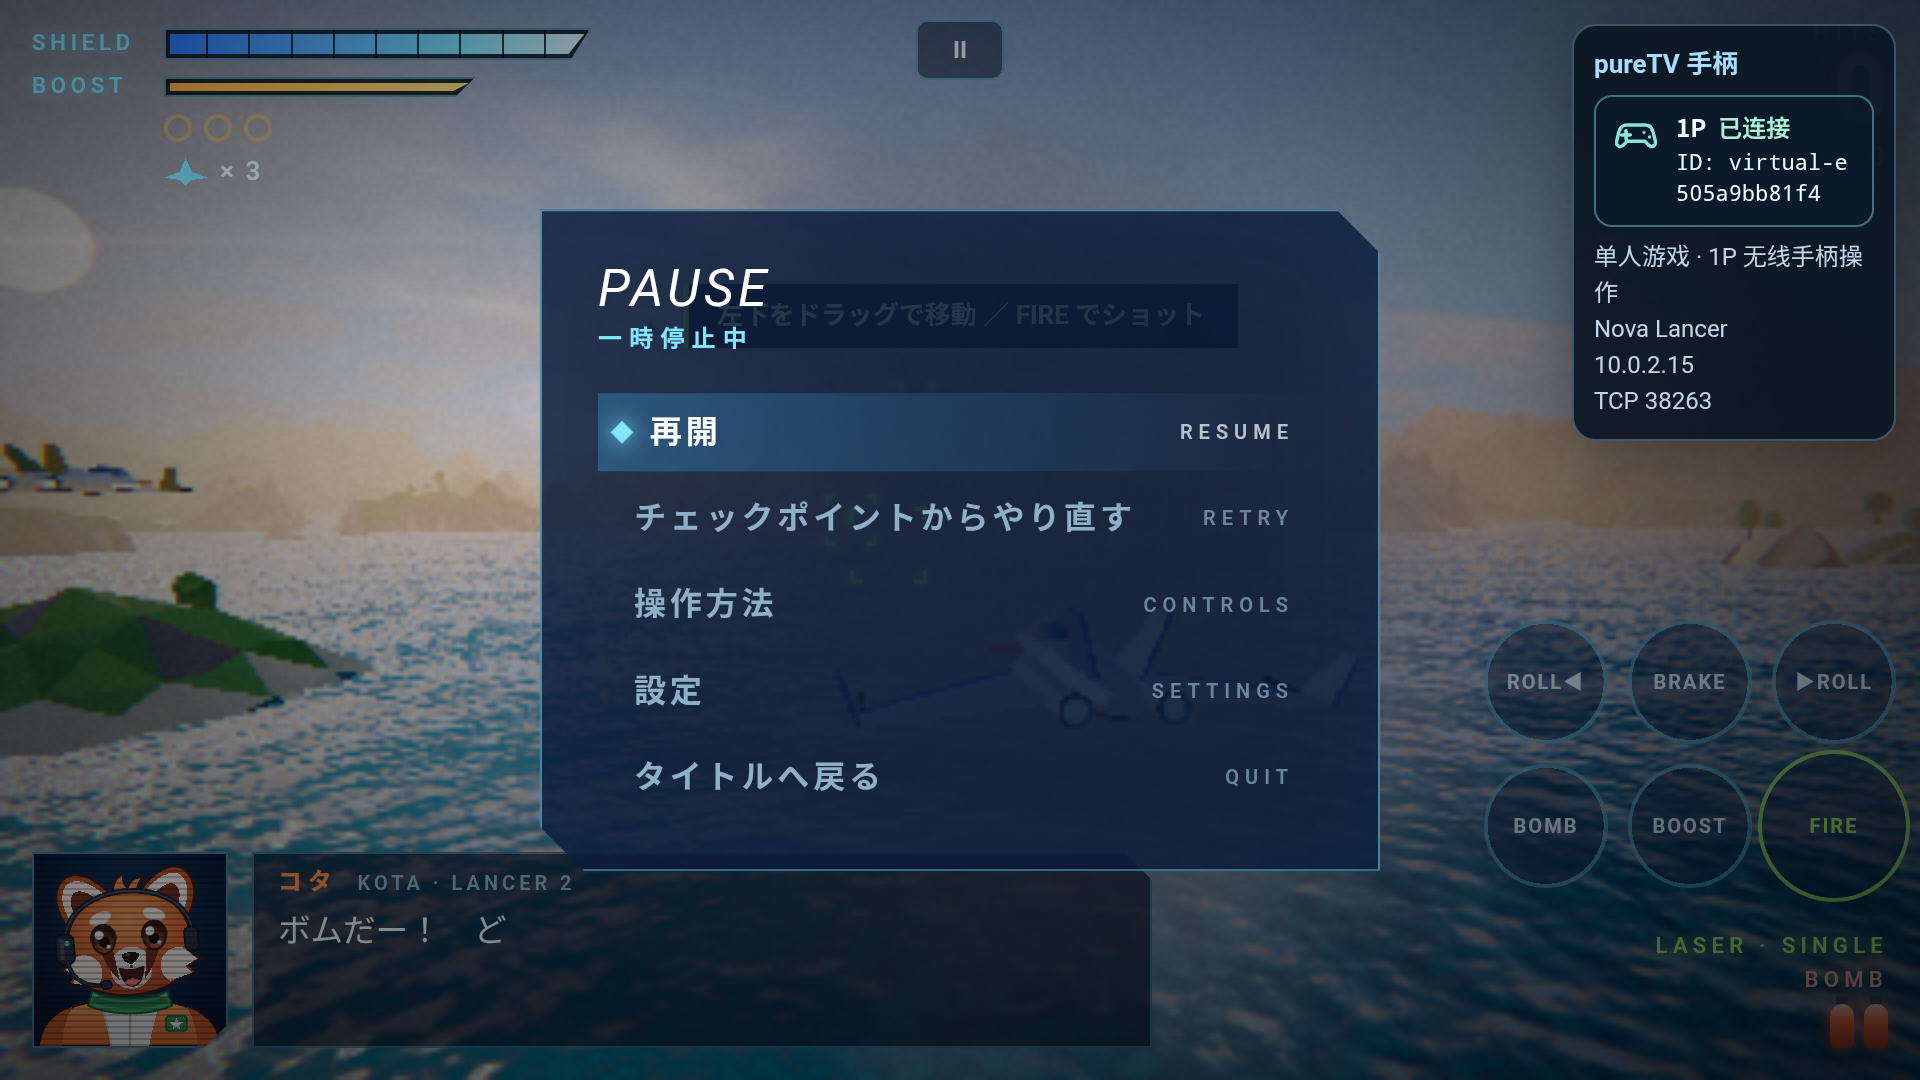 SHIELD
BOOST
× 3
pureTV 手柄
1P 已连接
ID: virtual-e
505a9bb81f4
单人游戏 · 1P 无线手柄操
作
Nova Lancer
10.0.2.15
TCP 38263
PAUSE
左下をドラッグで移動 ／ FIRE でショット
一時停止中
再開 RESUME
チェックポイントからやり直す RETRY
操作方法 CONTROLS
設定 SETTINGS
タイトルへ戻る QUIT
ROLL◀ BRAKE ▶ROLL
BOMB BOOST FIRE
コタ KOTA · LANCER 2
ボムだー！ ど
LASER · SINGLE
BOMB